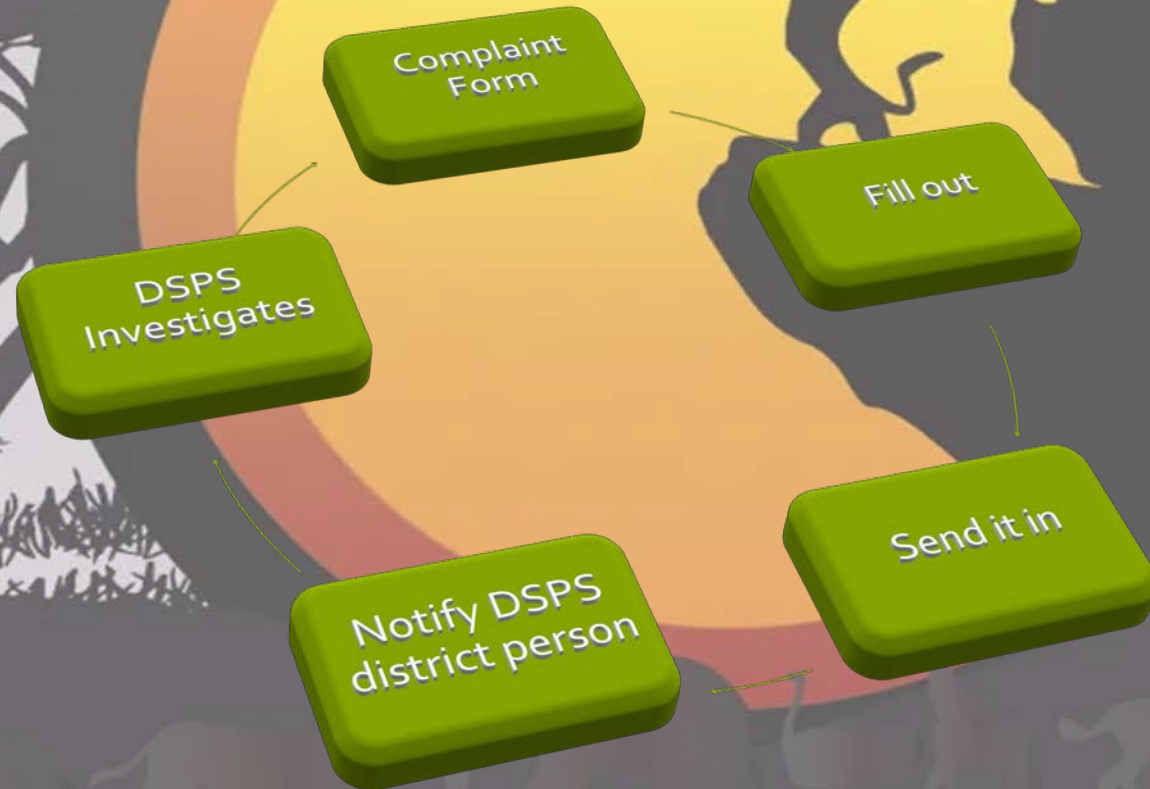 Complaint
Form
Fill out
Send it in
Notify DSPS
district person
DSPS
Investigates